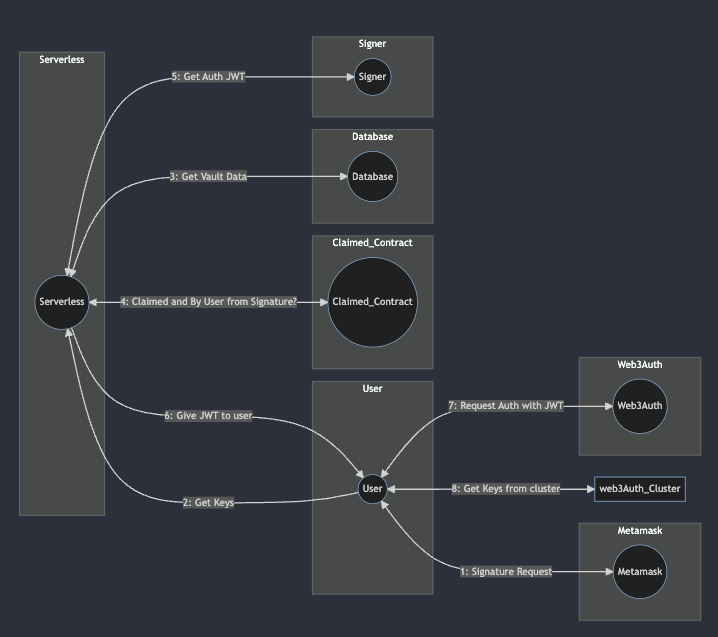 Serverless
Serverless
Signer
Signer
5: Get Auth JWT
Database
Database
3: Get Vault Data
Claimed_Contract
Claimed_Contract
4: Claimed and By User from Signature?
User
User
6: Give JWT to user
2: Get Keys
Web3Auth
Web3Auth
7: Request Auth with JWT
8: Get Keys from cluster
web3Auth_Cluster
Metamask
Metamask
1: Signature Request